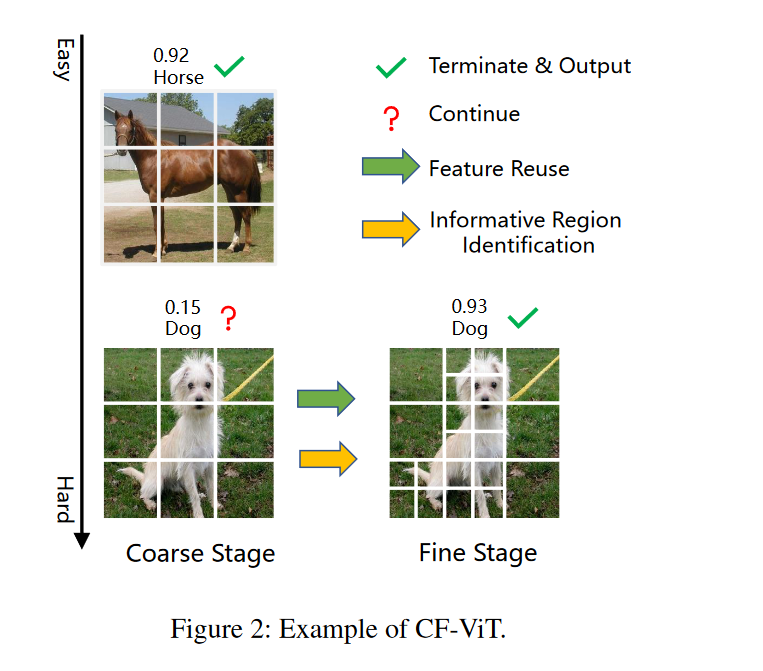 Easy
0.92
Horse
Terminate & Output
?
Continue
Feature Reuse
Informative Region
Identification
0.15
Dog
?
0.93
Dog
Hard
Coarse Stage
Fine Stage
Figure 2: Example of CF-ViT.